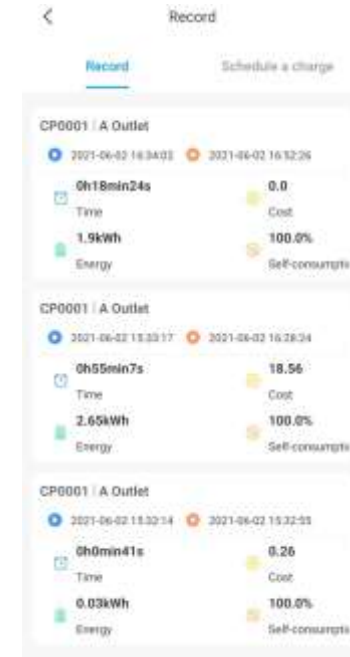 Record
Record Schedule a charge
CP0001 | A Outlet
2021-06-02 16:34:02 2021-06-02 16:52:26
0h18min24s 0.0
Time Cost
1.9kWh 100.0%
Energy Self-consumptio
CP0001 | A Outlet
2021-06-02 15:33:17 2021-06-02 16:28:24
0h55min7s 18.56
Time Cost
2.65kWh 100.0%
Energy Self-consumptio
CP0001 | A Outlet
2021-06-02 15:32:14 2021-06-02 15:32:55
0h0min41s 0.26
Time Cost
0.03kWh 100.0%
Energy Self-consumptio